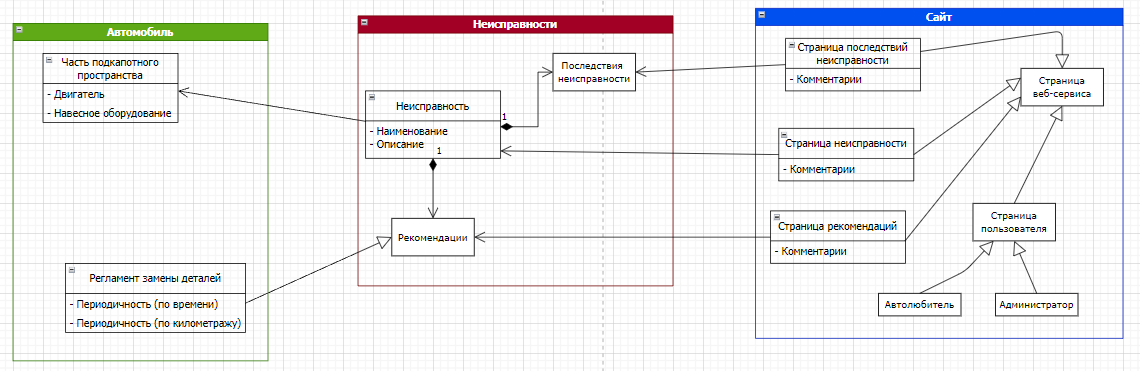 Автомобиль
Часть подкапотного
пространства
- Двигатель
- Навесное оборудование
Регламент замены деталей
- Периодичность (по времени)
- Периодичность (по километражу)
Неисправности
Последствия
неисправности
Неисправность
- Наименование
- Описание
1
1
Рекомендации
Сайт
Страница последствий
неисправности
- Комментарии
Страница
веб-сервиса
Страница неисправности
- Комментарии
Страница рекомендаций
- Комментарии
Страница
пользователя
Автолюбитель
Администратор